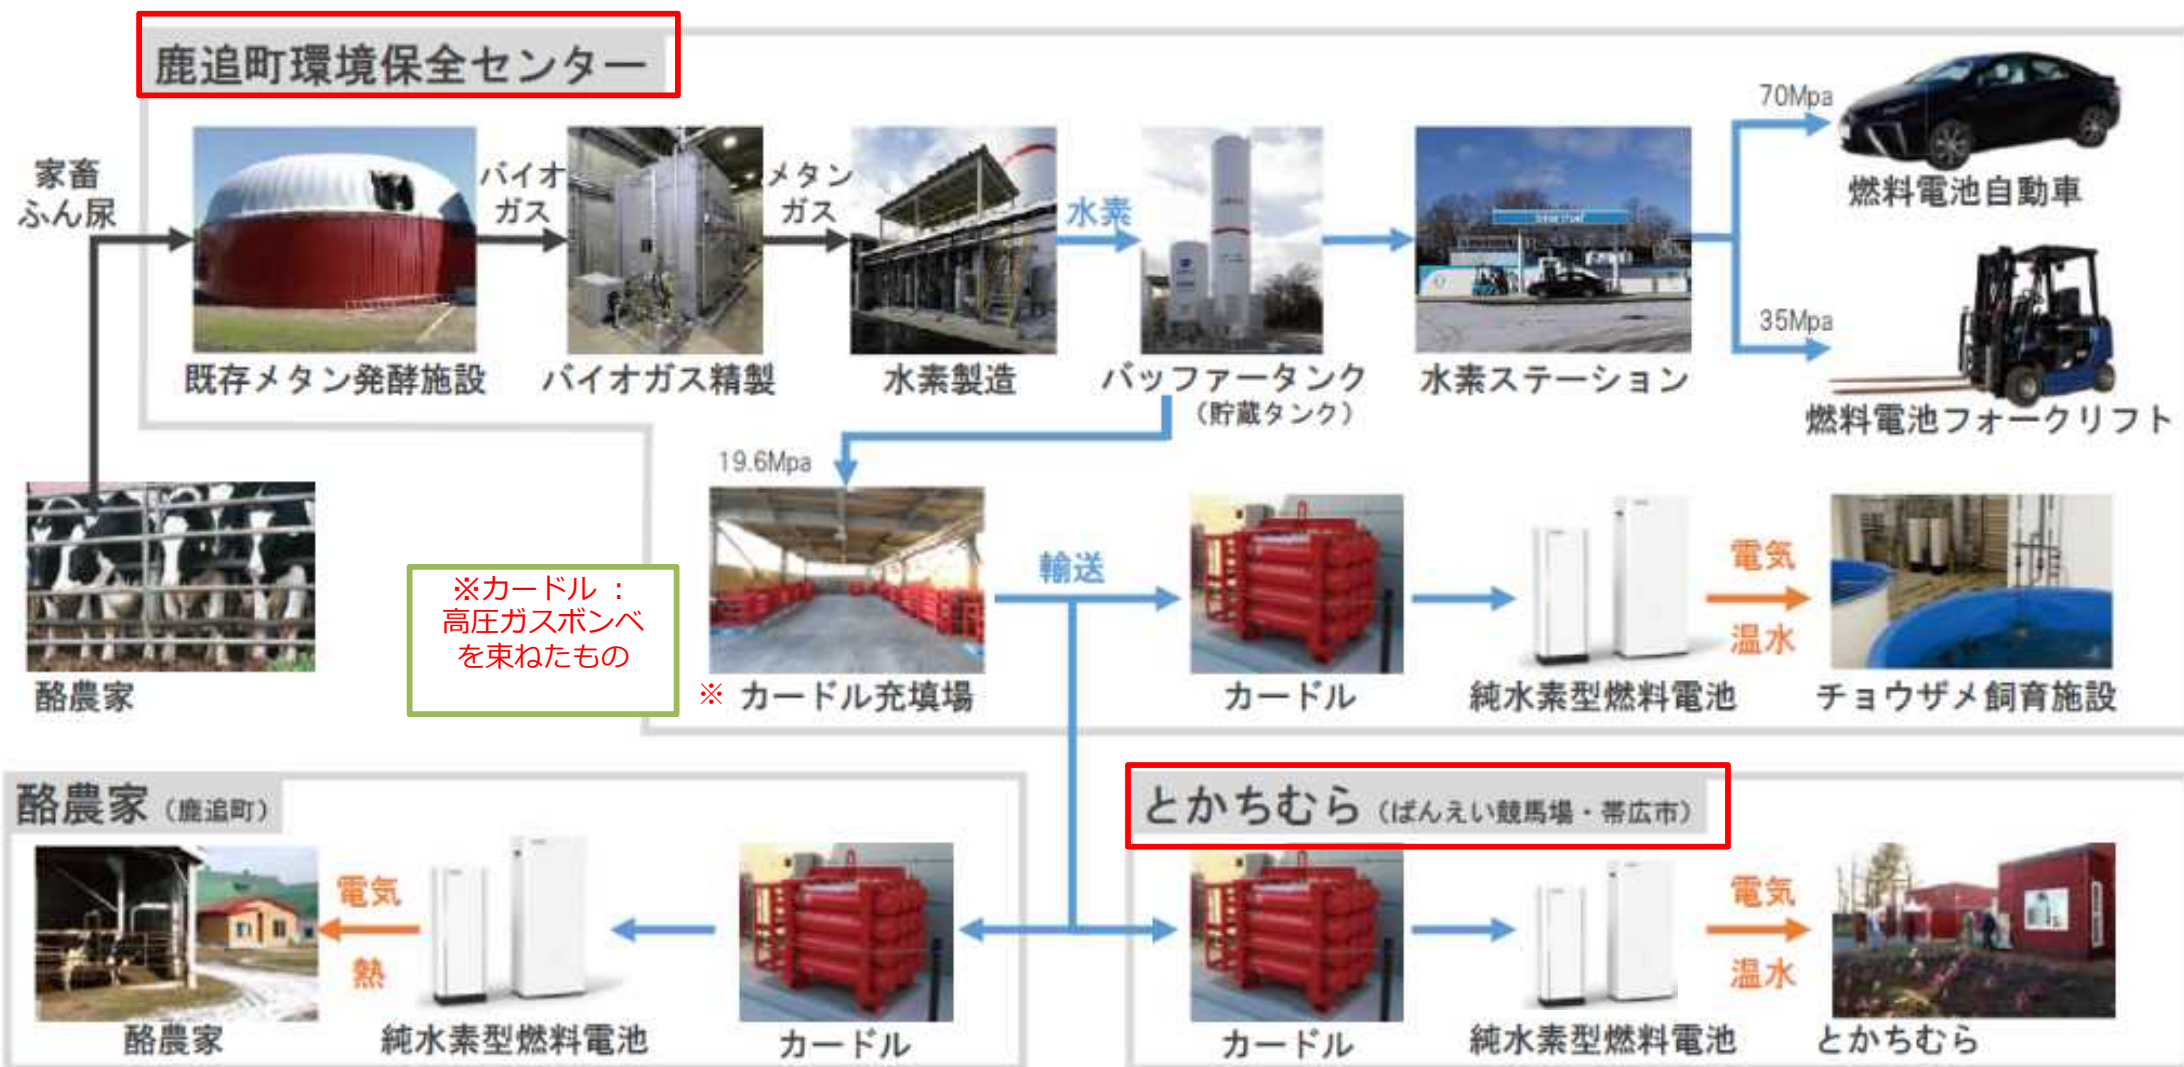 鹿追町環境保全センター
家畜
ふん尿
バイオ
ガス
メタン
ガス
水素
70Mpa
燃料電池自動車
35Mpa
燃料電池フォークリフト
既存メタン発酵施設
バイオガス精製
水素製造
バッファータンク
（貯蔵タンク）
水素ステーション
19.6Mpa
酪農家
※カードル ：
高圧ガスボンベ
を束ねたもの
※ カードル充填場
輸送
カードル
純水素型燃料電池
電気
温水
チョウザメ飼育施設
酪農家（鹿追町）
電気
熱
酪農家
純水素型燃料電池
カードル
とかちむら（ばんえい競馬場・帯広市）
カードル
純水素型燃料電池
電気
温水
とかちむら